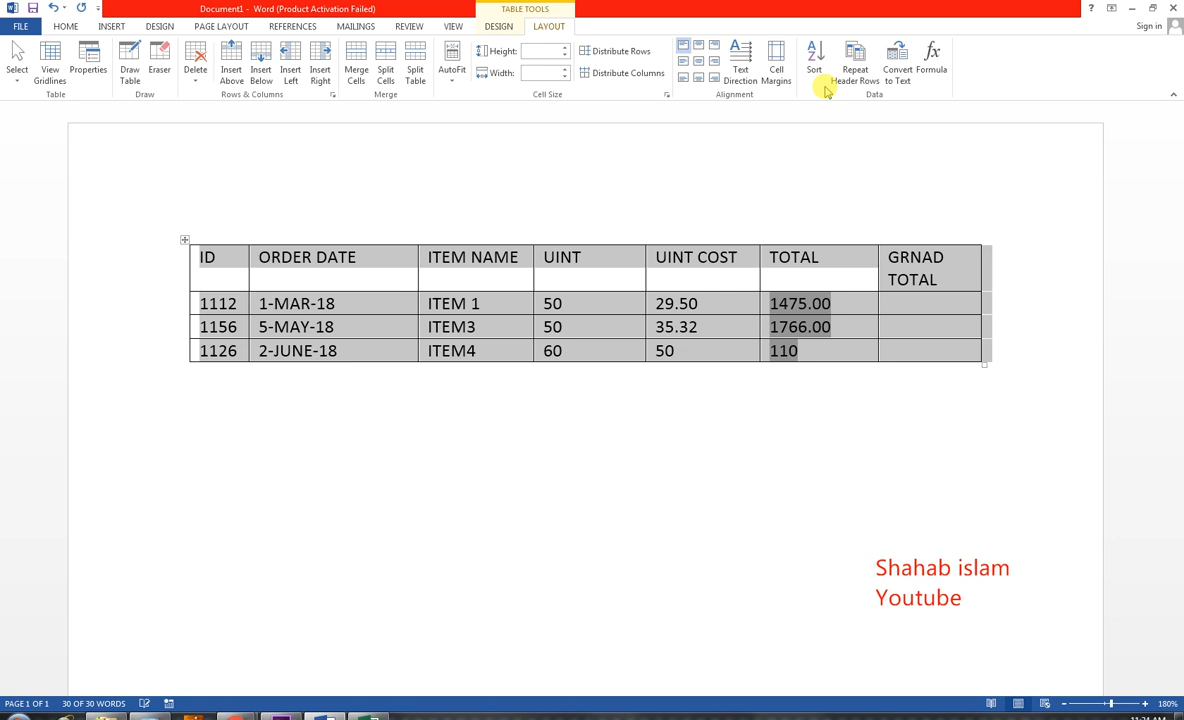 Document1 - Word (Product Activation Failed)
TABLE TOOLS
?
FILE HOME INSERT DESIGN PAGE LAYOUT REFERENCES MAILINGS REVIEW VIEW DESIGN LAYOUT Sign in
Select View Gridlines Properties Draw Table Eraser Delete Insert Above Insert Below Insert Left Insert Right Merge Cells Split Cells Split Table AutoFit Height: Width: Distribute Rows Distribute Columns Text Direction Cell Margins Sort Repeat Header Rows Convert to Text Formula
Table Draw Rows & Columns Merge Cell Size Alignment Data
ID ORDER DATE ITEM NAME UINT UINT COST TOTAL GRNAD TOTAL
1112 1-MAR-18 ITEM 1 50 29.50 1475.00
1156 5-MAY-18 ITEM3 50 35.32 1766.00
1126 2-JUNE-18 ITEM4 60 50 110
Shahab islam
Youtube
PAGE 1 OF 1 30 OF 30 WORDS 180%